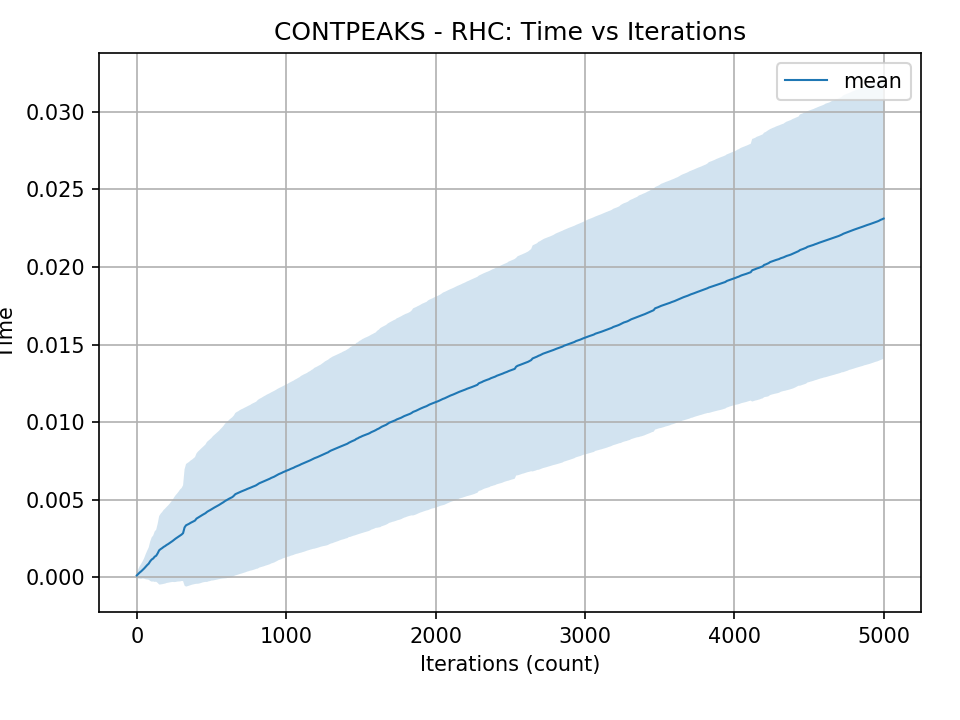 CONTPEAKS - RHC: Time vs Iterations
mean
0.030
0.025
0.020
0.015
0.010
0.005
0.000
Time
0 1000 2000 3000 4000 5000
Iterations (count)